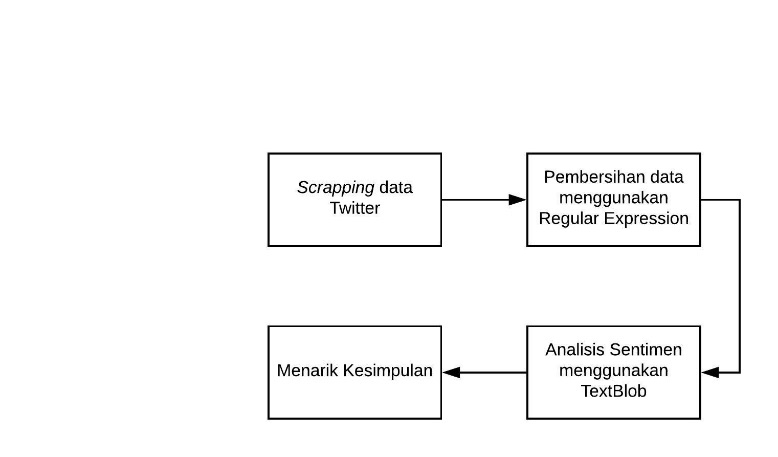 Scrapping data
Twitter
Pembersihan data
menggunakan
Regular Expression
Analisis Sentimen
menggunakan
TextBlob
Menarik Kesimpulan